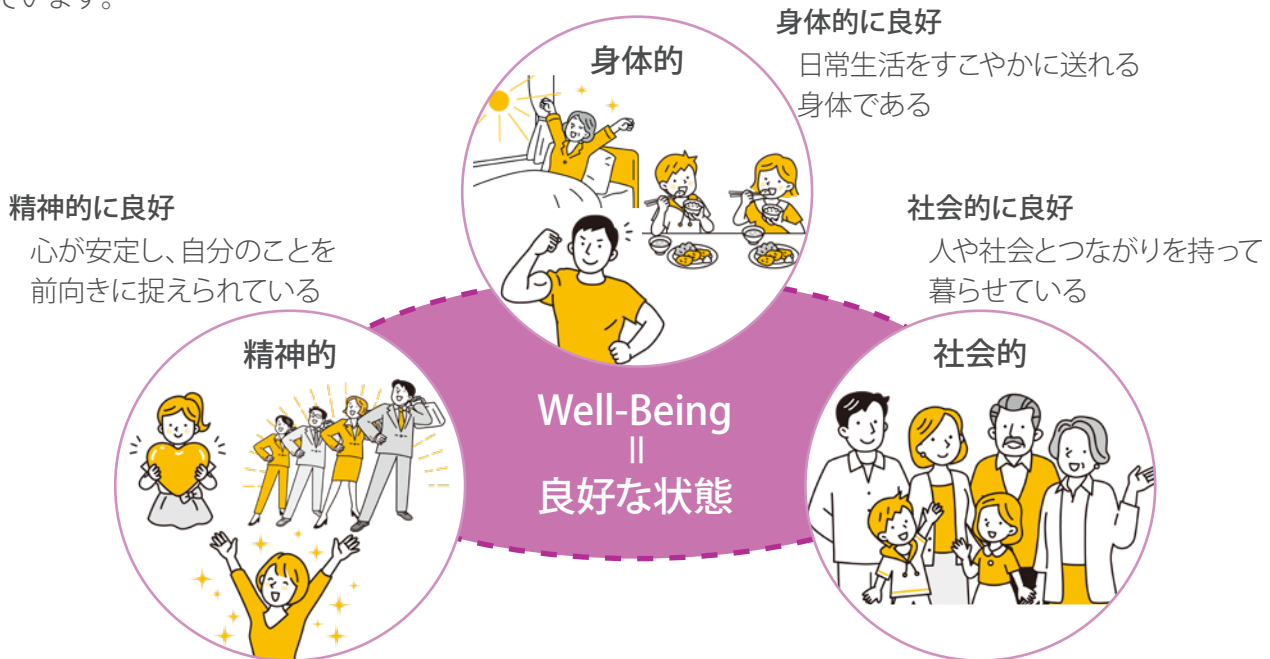 ています。
身体的に良好
日常生活をすこやかに送れる
身体である
身体的
精神的に良好
心が安定し、自分のことを
前向きに捉えられている
社会的に良好
人や社会とつながりを持って
暮らせている
精神的
社会的
Well-Being
=
良好な状態